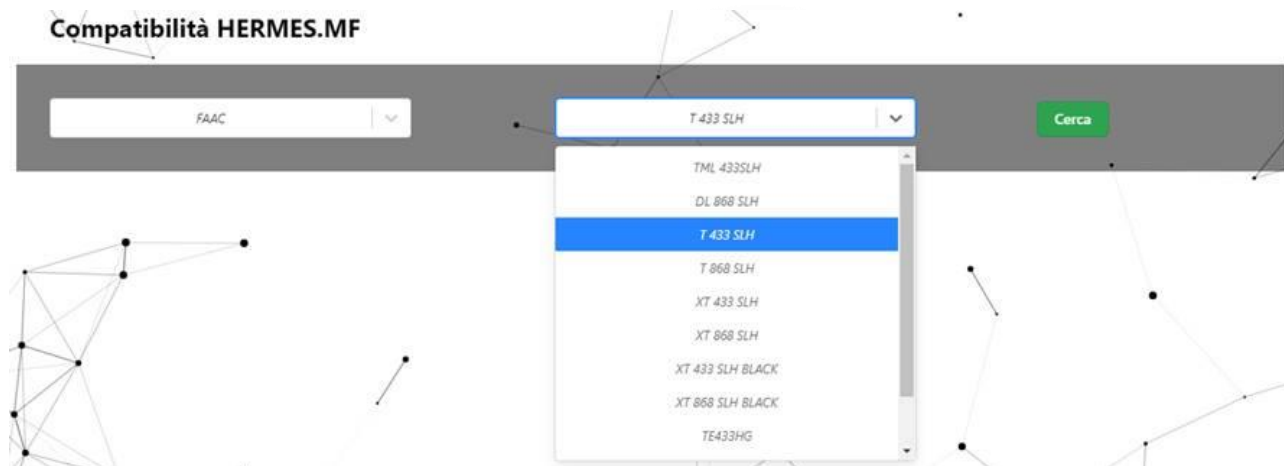 Compatibilità HERMES.MF
FAAC
T 433 SLH
Cerca
TML 433SLH
DL 868 SLH
T 433 SLH
T 868 SLH
XT 433 SLH
XT 868 SLH
XT 433 SLH BLACK
XT 868 SLH BLACK
TE433HG